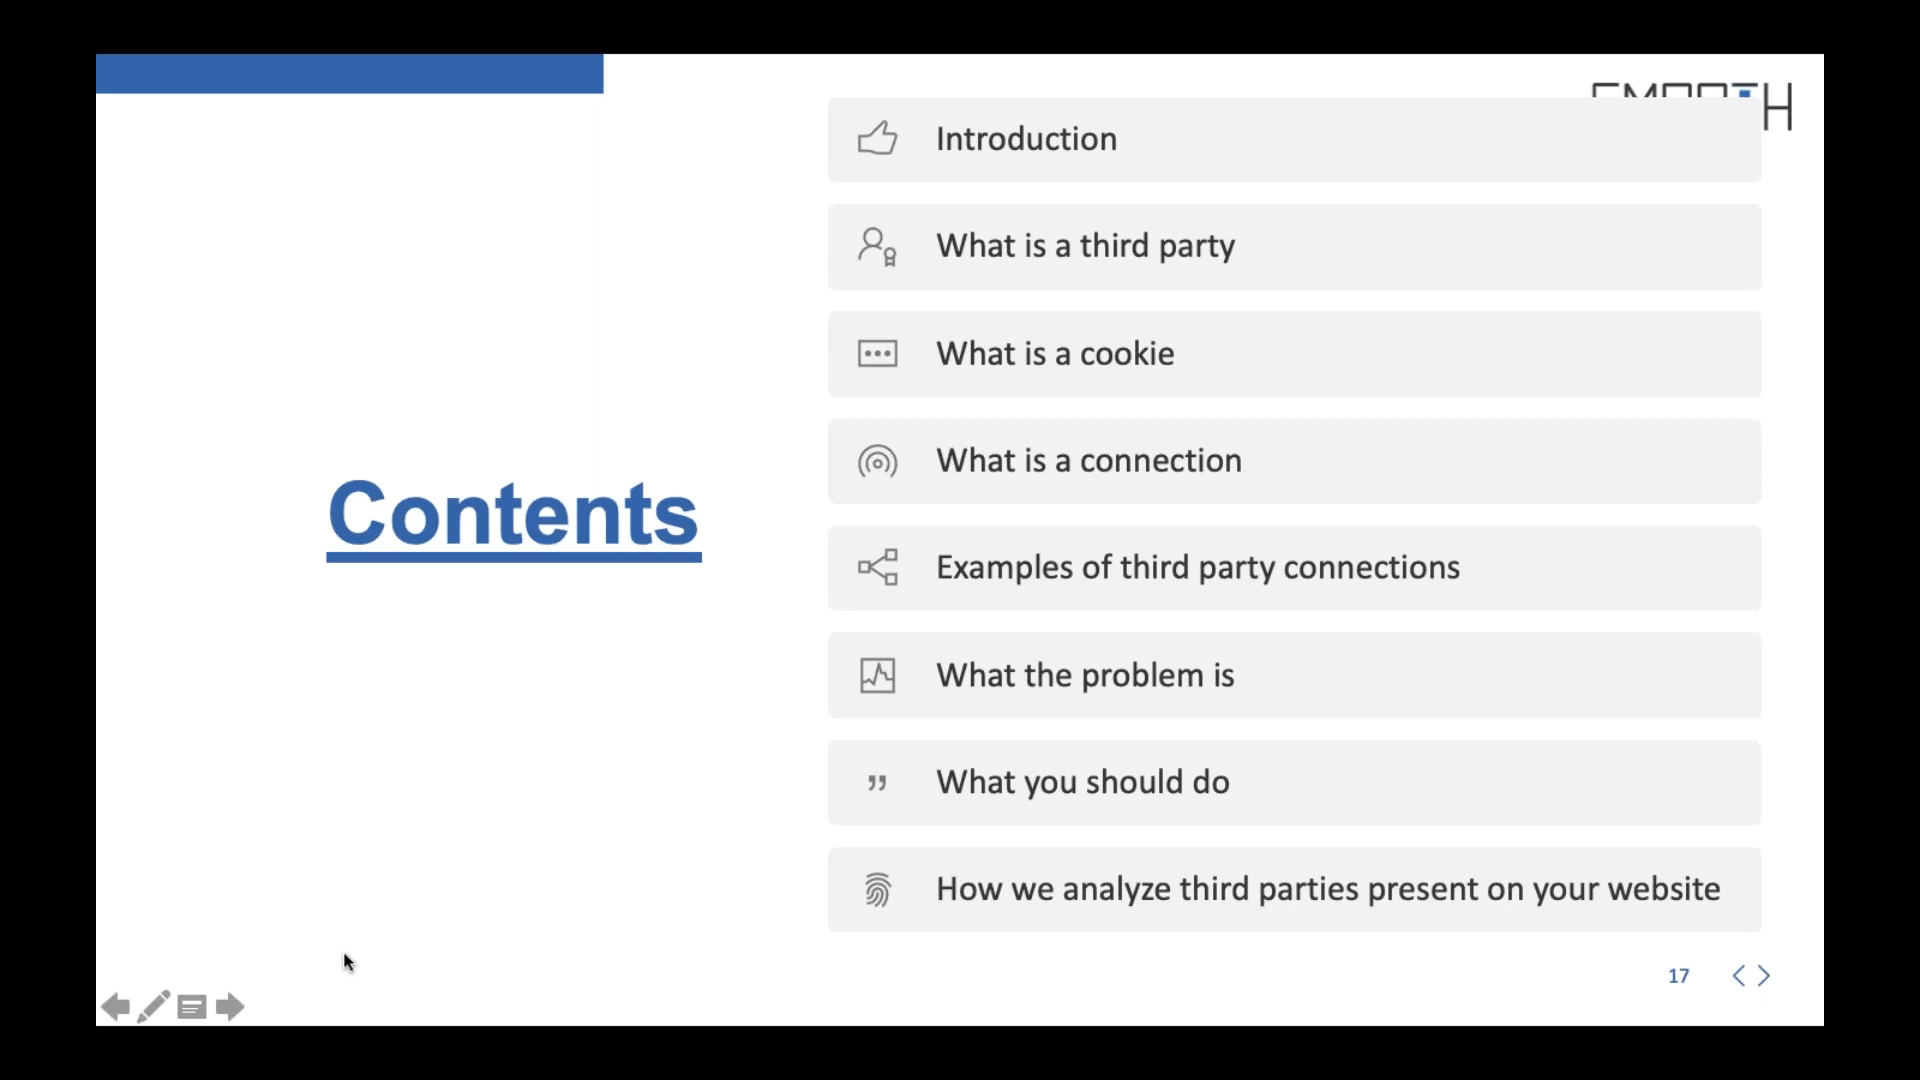 Contents
Introduction
What is a third party
What is a cookie
What is a connection
Examples of third party connections
What the problem is
What you should do
How we analyze third parties present on your website
17